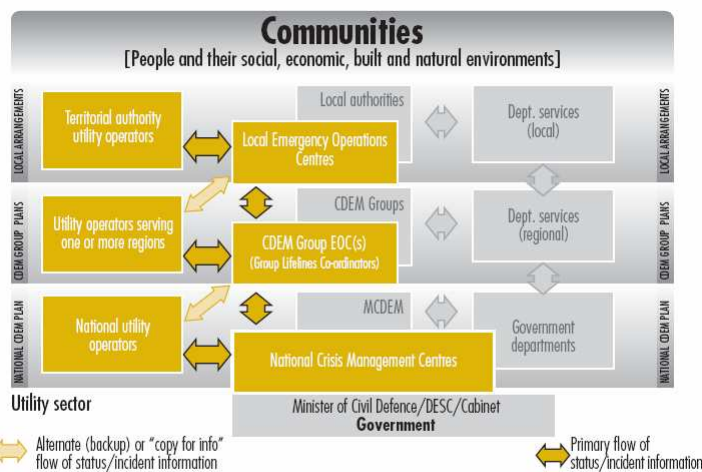 Communities
[People and their social, economic, built and natural environments]
LOCAL ARRANGEMENTS
Territorial authority
utility operators
Local authorities
Local Emergency Operations
Centres
Dept. services
(local)
LOCAL ARRANGEMENTS
CDEM GROUP PLANS
Utility operators serving
one or more regions
CDEM Groups
CDEM Group EOC(s)
(Group Lifelines Co-ordinators)
Dept. services
(regional)
CDEM GROUP PLANS
NATIONAL CDEM PLAN
National utility
operators
MCDEM
National Crisis Management Centres
Government
departments
NATIONAL CDEM PLAN
Utility sector
Minister of Civil Defence/DESC/Cabinet
Government
Alternate (backup) or "copy for info"
flow of status/incident information
Primary flow of
status/incident information